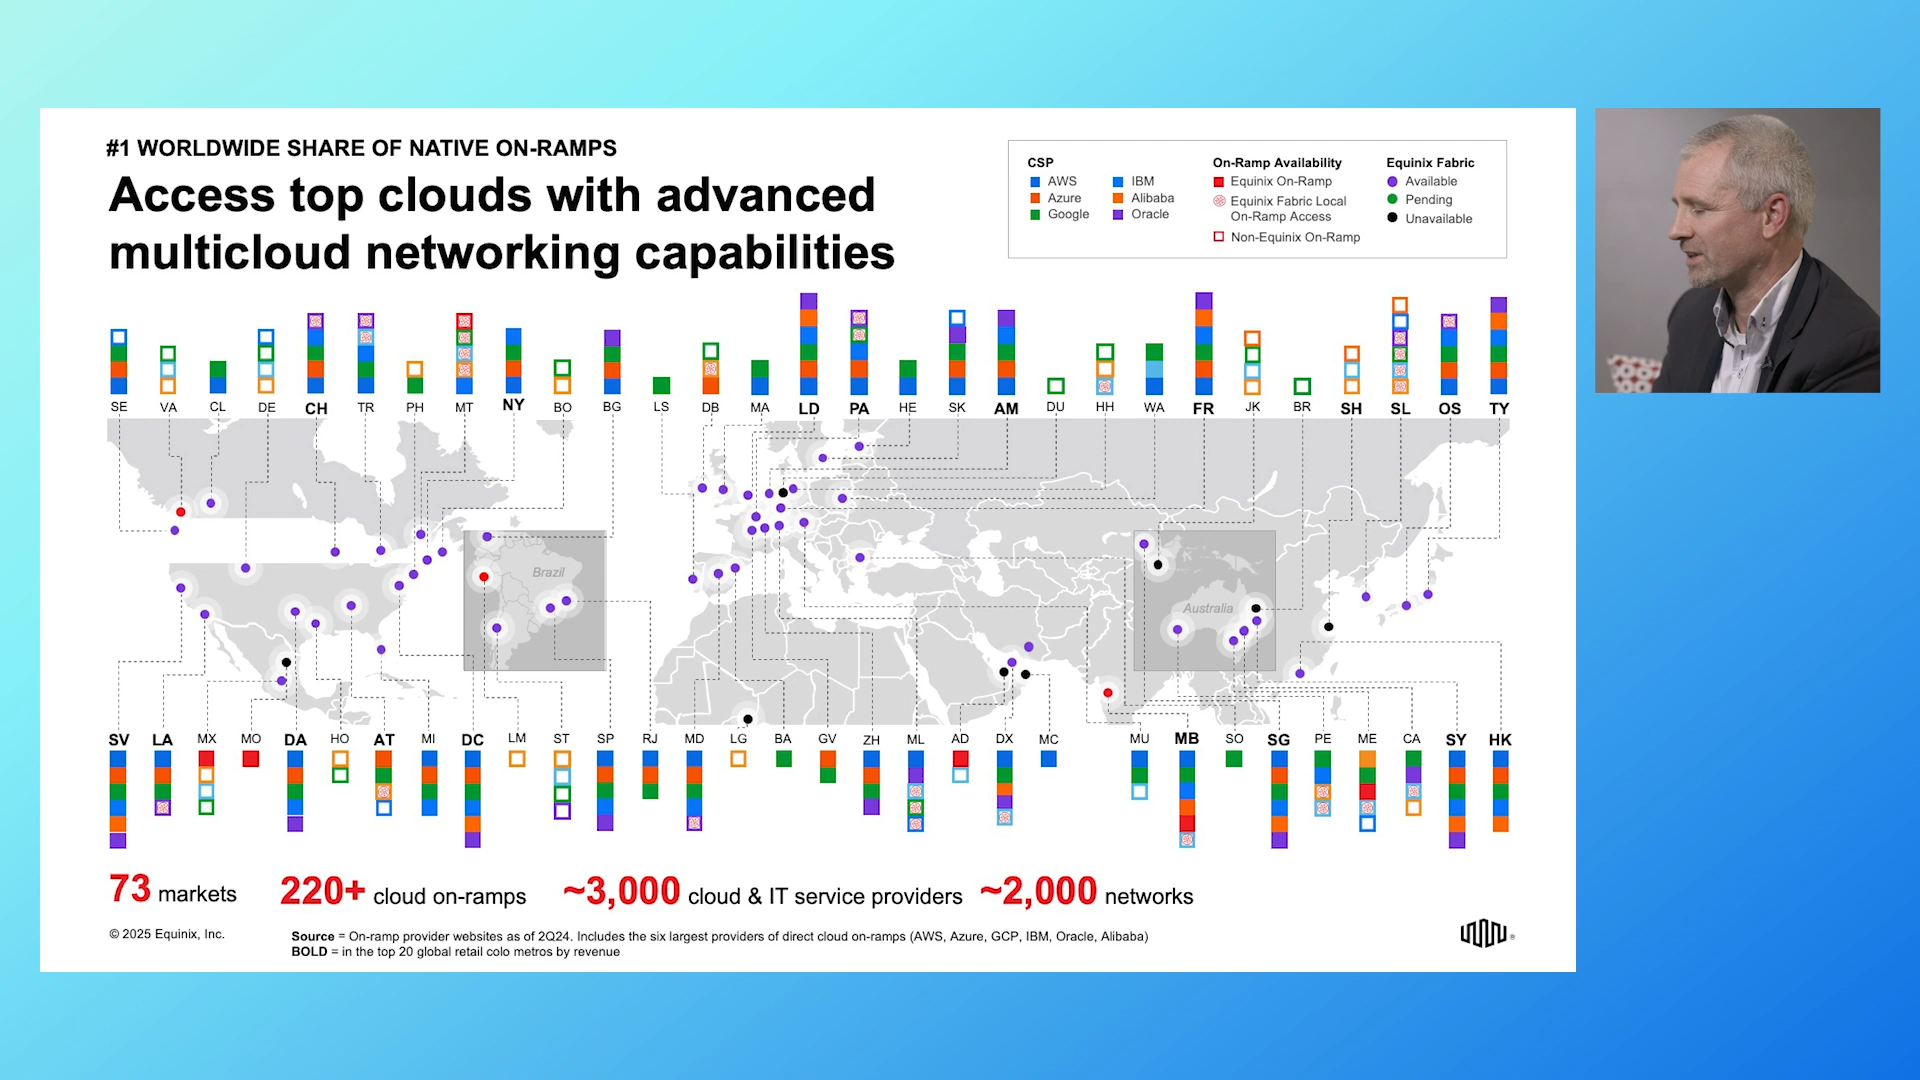 #1 WORLDWIDE SHARE OF NATIVE ON-RAMPS
Access top clouds with advanced
multicloud networking capabilities
CSP
AWS
Azure
Google
IBM
Alibaba
Oracle
On-Ramp Availability
Equinix On-Ramp
Equinix Fabric Local
On-Ramp Access
Non-Equinix On-Ramp
Equinix Fabric
Available
Pending
Unavailable
SE VA CL DE CH TR PH MT NY BO BG LS DB MA LD PA HE SK AM DU HH WA FR JK BR SH SL OS TY
Brazil
Australia
SV LA MX MO DA HO AT MI DC LM ST SP RJ MD LG BA GV ZH ML AD DX MC MU MB SO SG PE ME CA SY HK
73 markets 220+ cloud on-ramps ~3,000 cloud & IT service providers ~2,000 networks
© 2025 Equinix, Inc.
Source = On-ramp provider websites as of 2Q24. Includes the six largest providers of direct cloud on-ramps (AWS, Azure, GCP, IBM, Oracle, Alibaba)
BOLD = in the top 20 global retail colo metros by revenue
®